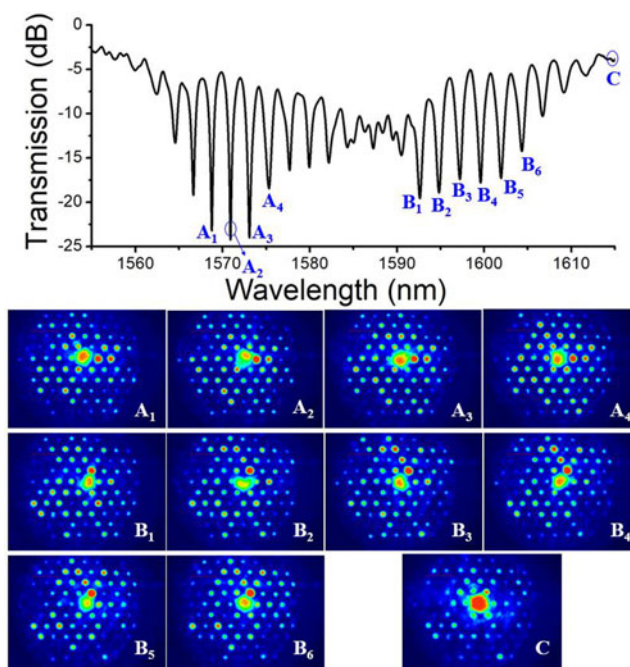 Transmission (dB)
0
-5
-10
-15
-20
-25
A₁
A₂
A₃
A₄
B₁
B₂
B₃
B₄
B₅
B₆
C
1560 1570 1580 1590 1600 1610
Wavelength (nm)
A₁ A₂ A₃ A₄
B₁ B₂ B₃ B₄
B₅ B₆ C